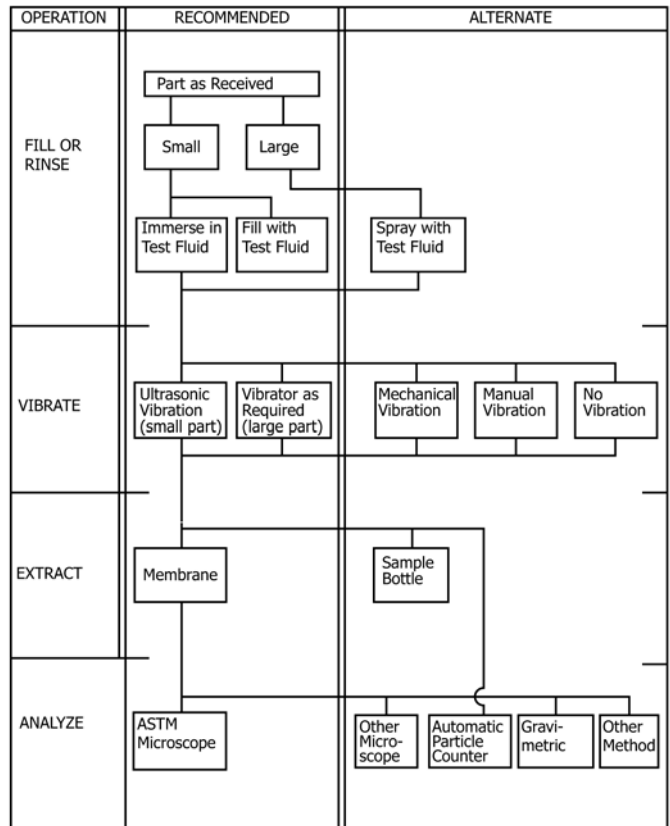 OPERATION
RECOMMENDED
ALTERNATE
FILL OR
RINSE
Part as Received
Small
Large
Immerse in
Test Fluid
Fill with
Test Fluid
Spray with
Test Fluid
VIBRATE
Ultrasonic
Vibration
(small part)
Vibrator as
Required
(large part)
Mechanical
Vibration
Manual
Vibration
No
Vibration
EXTRACT
Membrane
Sample
Bottle
ANALYZE
ASTM
Microscope
Other
Micro-
scope
Automatic
Particle
Counter
Gravi-
metric
Other
Method